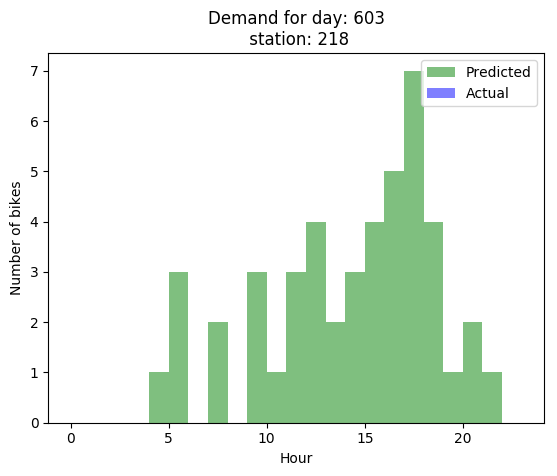 Demand for day: 603
station: 218
Predicted
Actual
Number of bikes
7
6
5
4
3
2
1
0
0 5 10 15 20
Hour